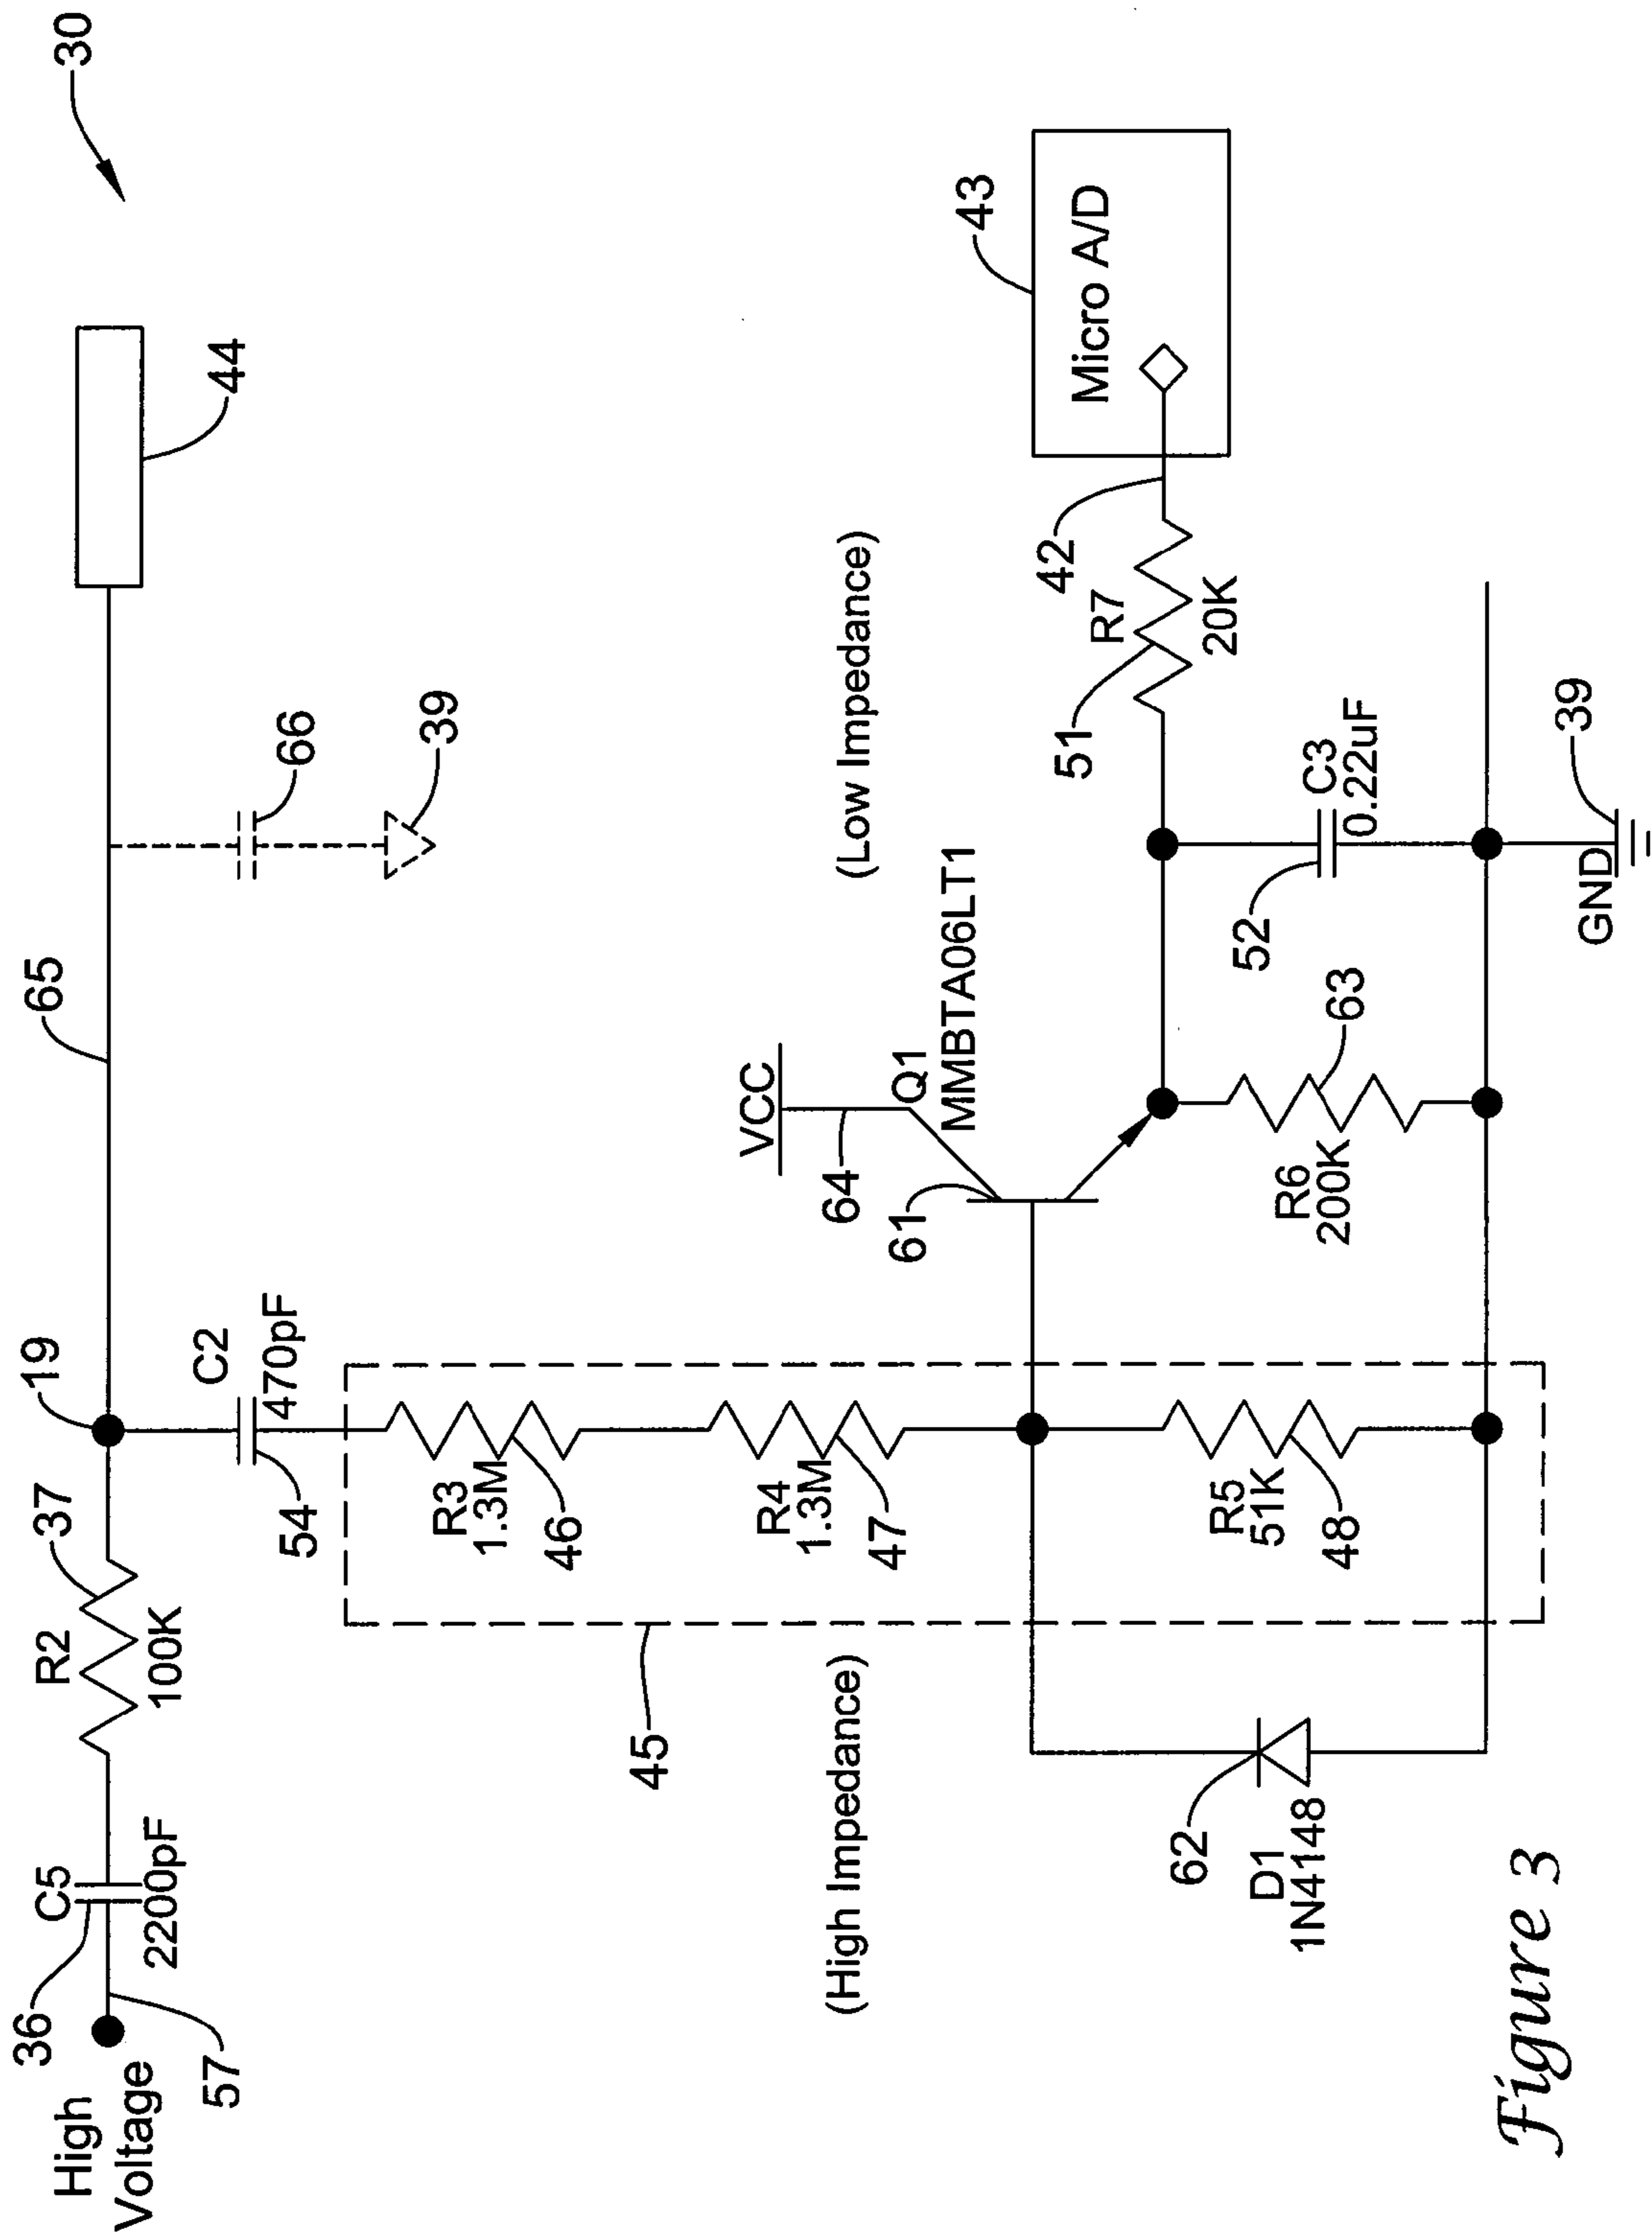 30
65
19
37
R2
100K
C5
2200pF
36
57
High
Voltage
C2
470pF
54
66
39
44
R3
1.3M
46
R4
1.3M
47
45
(High Impedance)
(Low Impedance)
VCC
64
61
Q1
MMBTA06LT1
R5
51K
48
62
D1
1N4148
R6
200K
63
51
R7
20K
42
43
Micro A/D
52
C3
0.22uF
GND
39
Figure 3